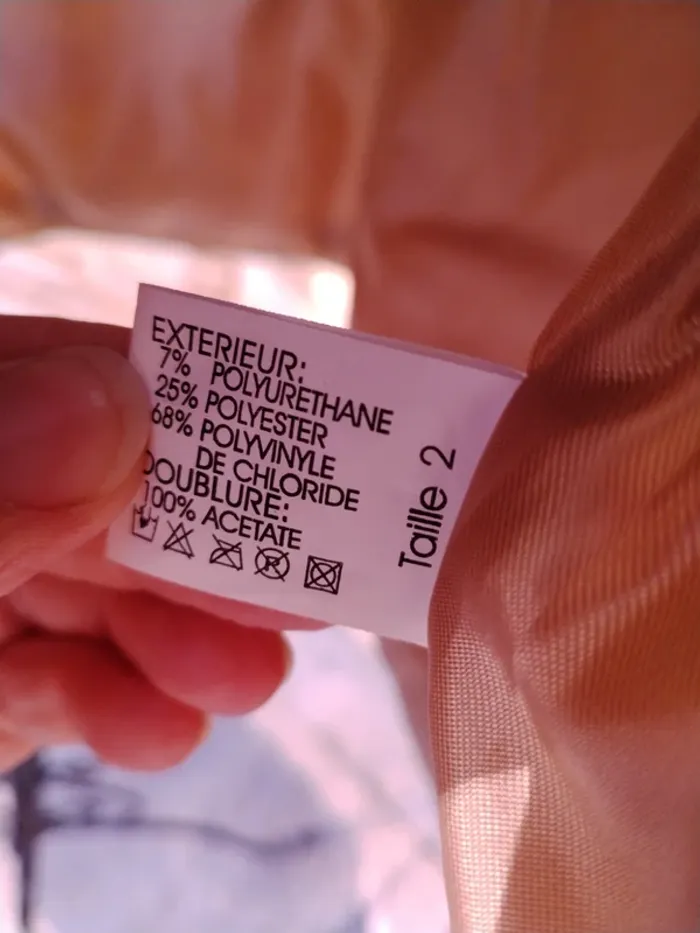 EXTERIEUR:
7% POLYURETHANE
25% POLYESTER
68% POLYVINYLE
DE CHLORIDE
DOUBLURE:
100% ACETATE
Taille 2